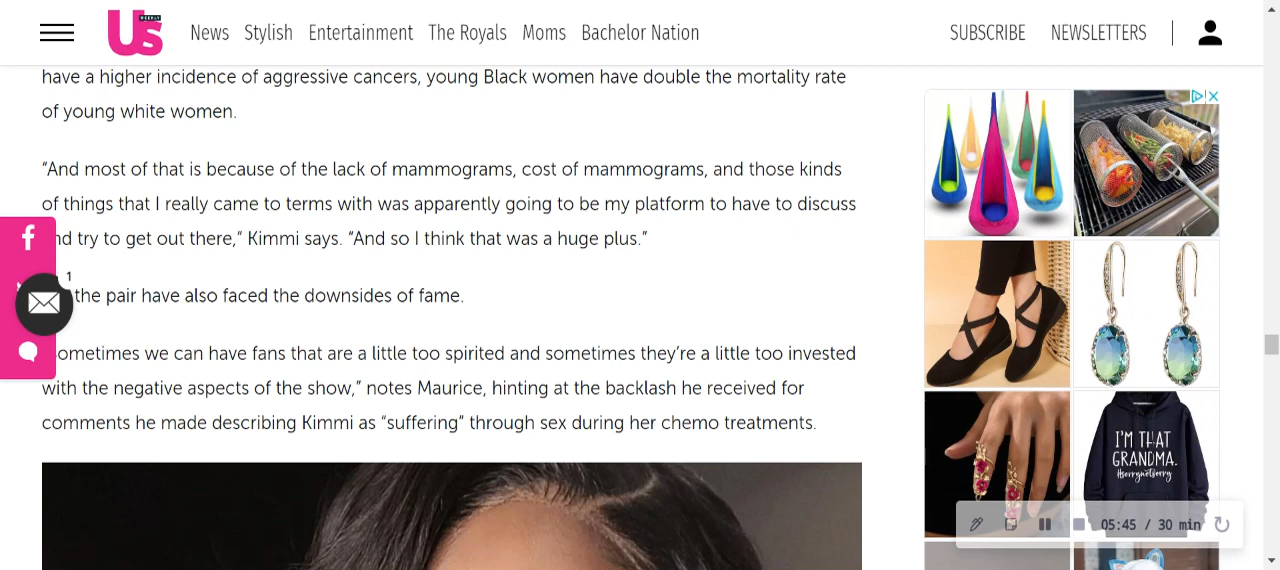 Us
WEEKLY
News Stylish Entertainment The Royals Moms Bachelor Nation
SUBSCRIBE NEWSLETTERS
have a higher incidence of aggressive cancers, young Black women have double the mortality rate
of young white women.
“And most of that is because of the lack of mammograms, cost of mammograms, and those kinds
of things that I really came to terms with was apparently going to be my platform to have to discuss
and try to get out there,” Kimmi says. “And so I think that was a huge plus.”
1
the pair have also faced the downsides of fame.
“Sometimes we can have fans that are a little too spirited and sometimes they’re a little too invested
with the negative aspects of the show,” notes Maurice, hinting at the backlash he received for
comments he made describing Kimmi as “suffering” through sex during her chemo treatments.
I'M THAT
GRANDMA.
#sorrynotsorry
05:45 / 30 min